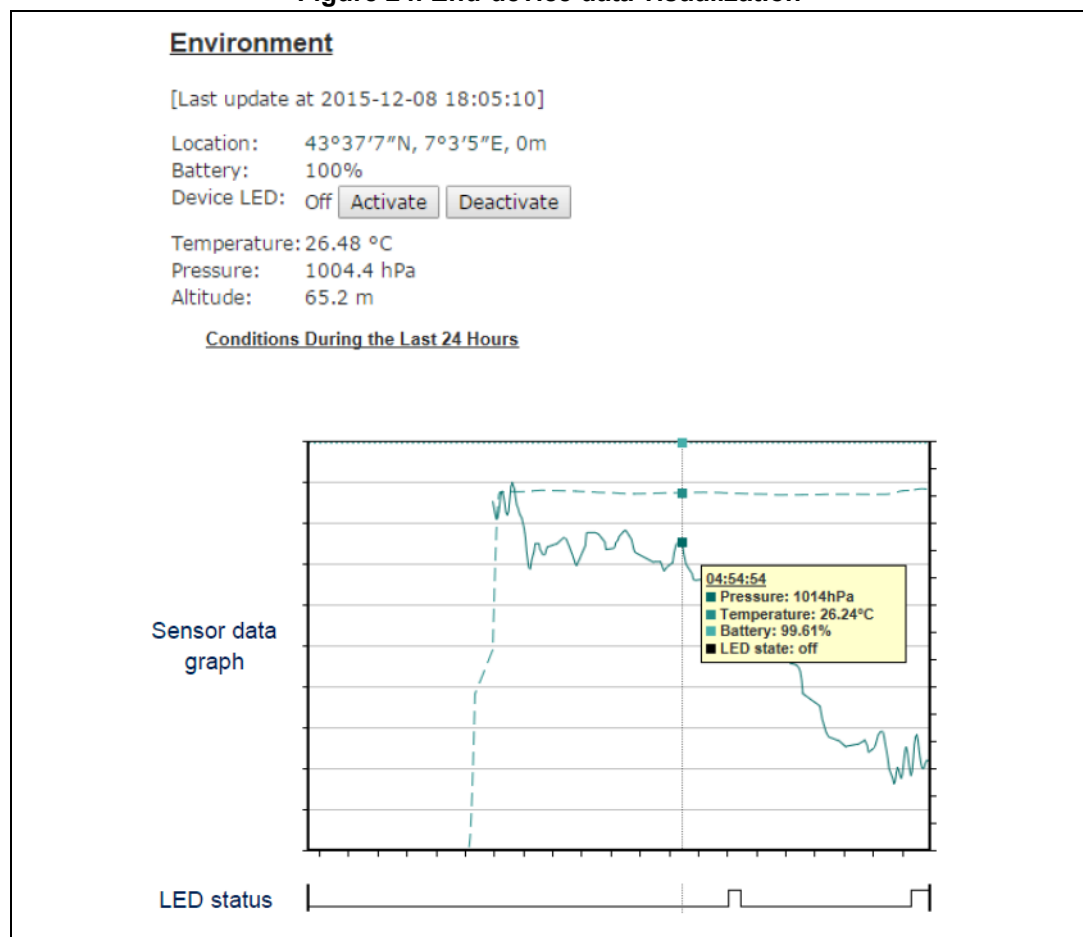 Environment
[Last update at 2015-12-08 18:05:10]
Location: 43°37'7"N, 7°3'5"E, 0m
Battery: 100%
Device LED: Off Activate Deactivate
Temperature: 26.48 °C
Pressure: 1004.4 hPa
Altitude: 65.2 m
Conditions During the Last 24 Hours
Sensor data
graph
04:54:54
Pressure: 1014hPa
Temperature: 26.24ºC
Battery: 99.61%
LED state: off
LED status